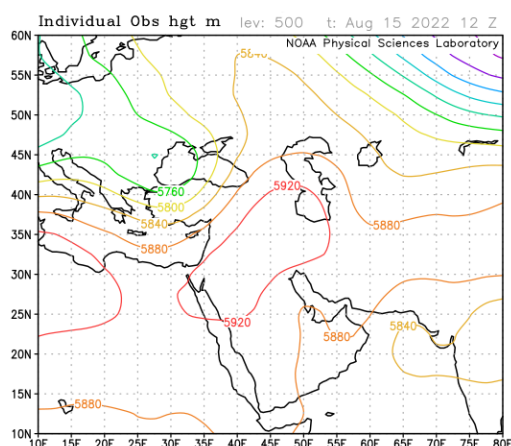 Individual Obs hgt m lev: 500 t: Aug 15 2022 12 Z
NOAA Physical Sciences Laboratory
60N
55N
50N
45N
40N
35N
30N
25N
20N
15N
10N
5840
5760
5800
5840
5880
5920
5880
5920
5880
5840
5880
10E 15E 20E 25E 30E 35E 40E 45E 50E 55E 60E 65E 70E 75E 80E